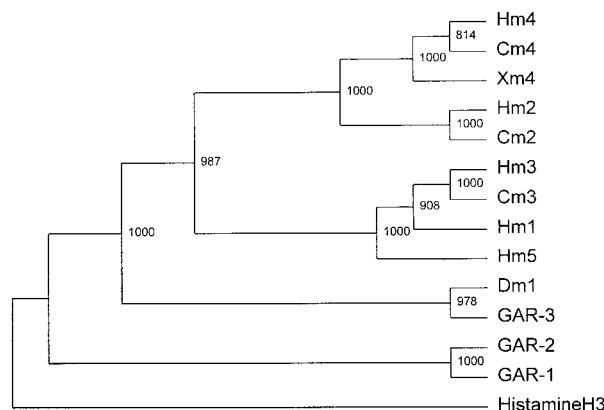 Hm4
814
Cm4
1000
Xm4
1000
Hm2
1000
Cm2
987
Hm3
1000
Cm3
908
Hm1
1000
1000
Hm5
Dm1
978
GAR-3
GAR-2
1000
GAR-1
HistamineH3